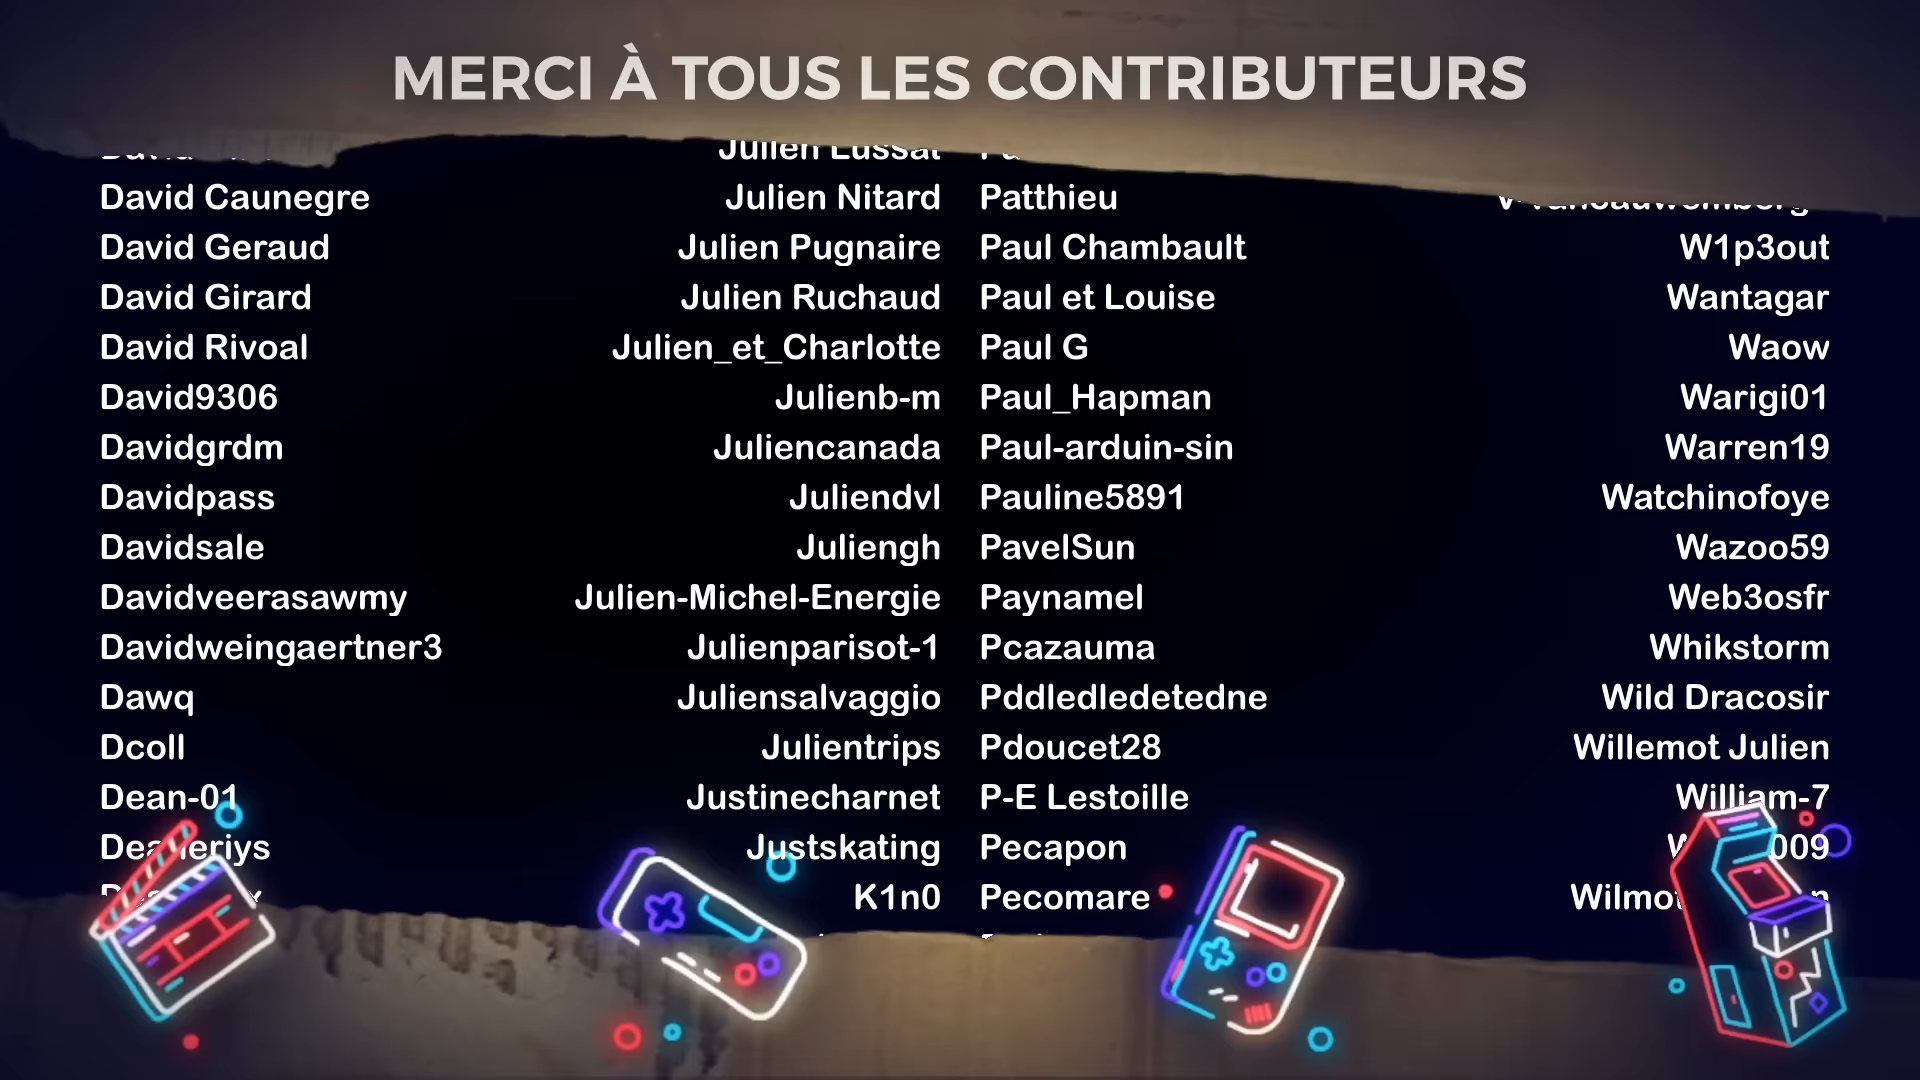 MERCI À TOUS LES CONTRIBUTEURS
David Caunegre
David Geraud
David Girard
David Rivoal
David9306
Davidgrdm
Davidpass
Davidsale
Davidveerasawmy
Davidweingaertner3
Dawq
Dcoll
Dean-01
Julien Lussat
Julien Nitard
Julien Pugnaire
Julien Ruchaud
Julien_et_Charlotte
Julienb-m
Juliencanada
Juliendvl
Juliengh
Julien-Michel-Energie
Julienparisot-1
Juliensalvaggio
Julientrips
Justinecharnet
Justskating
K1n0
Patthieu
Paul Chambault
Paul et Louise
Paul G
Paul_Hapman
Paul-arduin-sin
Pauline5891
PavelSun
Paynamel
Pcazauma
Pddledledetedne
Pdoucet28
P-E Lestoille
Pecapon
Pecomare
W1p3out
Wantagar
Waow
Warigi01
Warren19
Watchinofoye
Wazoo59
Web3osfr
Whikstorm
Wild Dracosir
Willemot Julien
William-7